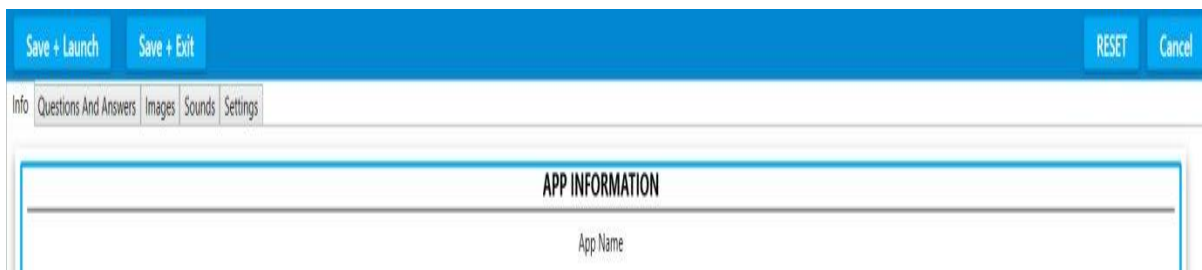 Save + Launch Save + Exit RESET Cancel
Info Questions And Answers Images Sounds Settings
APP INFORMATION
App Name